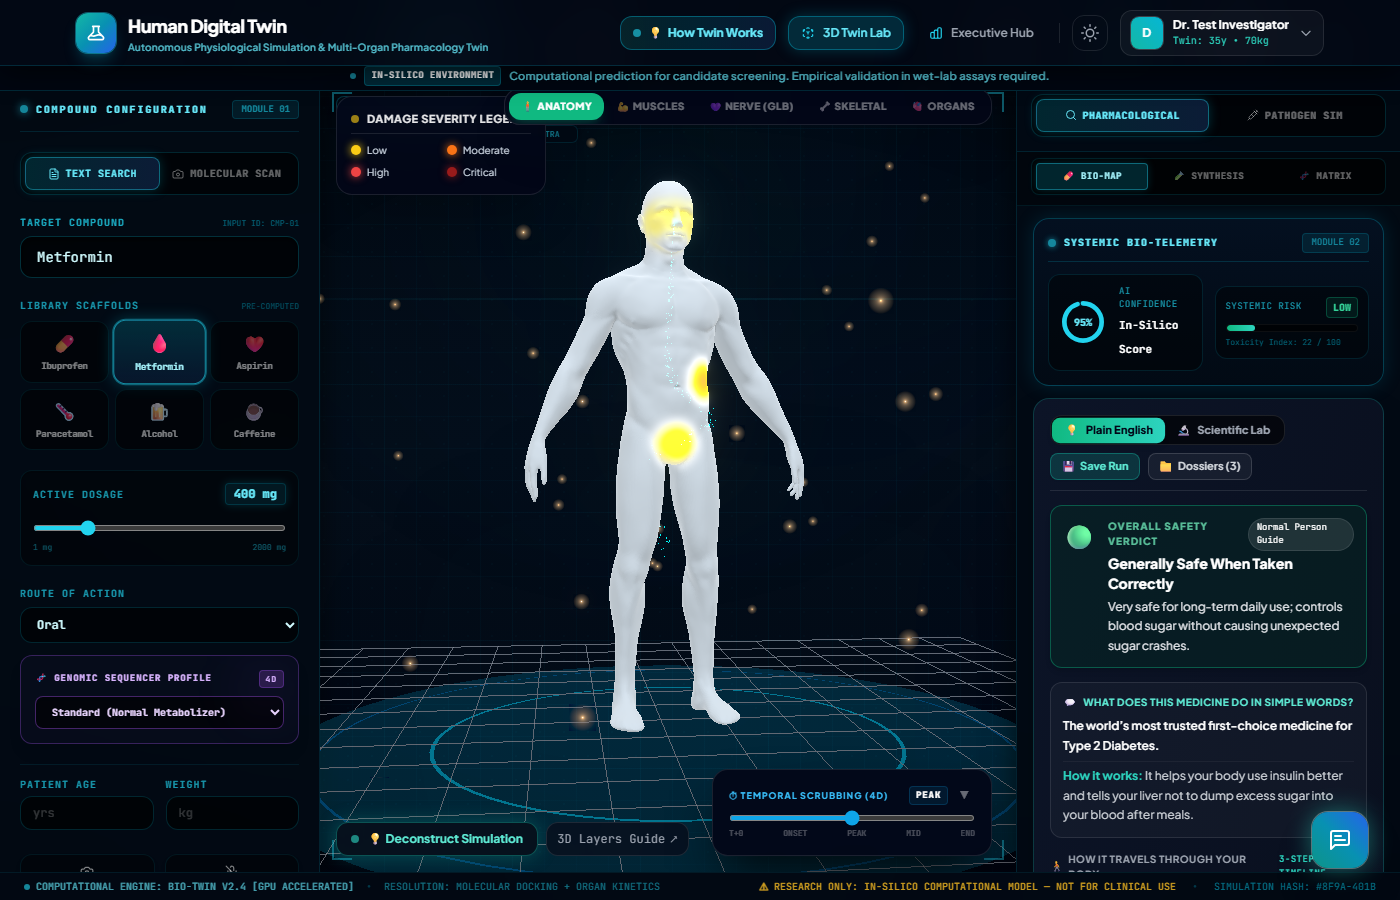 Human Digital Twin
Autonomous Physiological Simulation & Multi-Organ Pharmacology Twin
How Twin Works
3D Twin Lab
Executive Hub
D
Dr. Test Investigator
Twin: 35y • 70kg
IN-SILICO ENVIRONMENT
Computational prediction for candidate screening. Empirical validation in wet-lab assays required.
COMPOUND CONFIGURATION
MODULE 01
TEXT SEARCH
MOLECULAR SCAN
TARGET COMPOUND
INPUT ID: CMP-01
Metformin
LIBRARY SCAFFOLDS
PRE-COMPUTED
Ibuprofen
Metformin
Aspirin
Paracetamol
Alcohol
Caffeine
ACTIVE DOSAGE
400 mg
1 mg
2000 mg
ROUTE OF ACTION
Oral
GENOMIC SEQUENCER PROFILE
4D
Standard (Normal Metabolizer)
PATIENT AGE
WEIGHT
yrs
kg
DAMAGE SEVERITY LEGE
Low
Moderate
High
Critical
TRA
ANATOMY
MUSCLES
NERVE (GLB)
SKELETAL
ORGANS
TEMPORAL SCRUBBING (4D)
PEAK
T+0
ONSET
PEAK
MID
END
Deconstruct Simulation
3D Layers Guide ↗
PHARMACOLOGICAL
PATHOGEN SIM
BIO-MAP
SYNTHESIS
MATRIX
SYSTEMIC BIO-TELEMETRY
MODULE 02
95%
AI
CONFIDENCE
In-Silico
Score
SYSTEMIC RISK
LOW
Toxicity Index: 22 / 100
Plain English
Scientific Lab
Save Run
Dossiers (3)
OVERALL SAFETY
VERDICT
Normal Person
Guide
Generally Safe When Taken
Correctly
Very safe for long-term daily use; controls
blood sugar without causing unexpected
sugar crashes.
WHAT DOES THIS MEDICINE DO IN SIMPLE WORDS?
The world's most trusted first-choice medicine for
Type 2 Diabetes.
How it works: It helps your body use insulin better
and tells your liver not to dump excess sugar into
your blood after meals.
HOW IT TRAVELS THROUGH YOUR
BODY
3-STEP
TIMELINE
COMPUTATIONAL ENGINE: BIO-TWIN V2.4 [GPU ACCELERATED]
RESOLUTION: MOLECULAR DOCKING + ORGAN KINETICS
⚠ RESEARCH ONLY: IN-SILICO COMPUTATIONAL MODEL — NOT FOR CLINICAL USE
SIMULATION HASH: #8F9A-401B